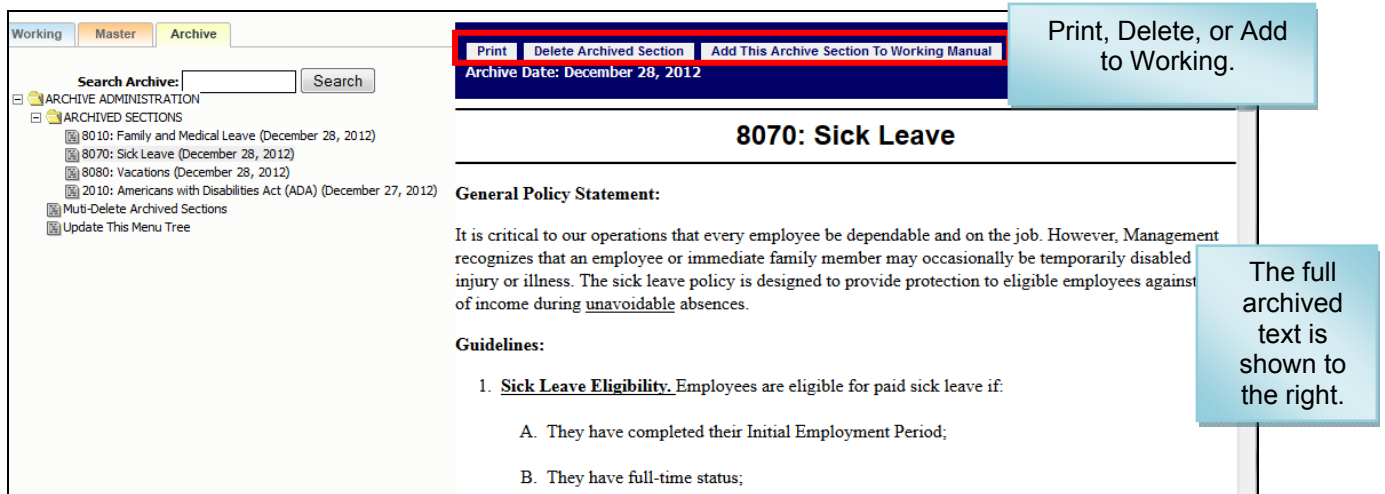 Working Master Archive
Search Archive: Search
ARCHIVE ADMINISTRATION
ARCHIVED SECTIONS
8010: Family and Medical Leave (December 28, 2012)
8070: Sick Leave (December 28, 2012)
8080: Vacations (December 28, 2012)
2010: Americans with Disabilities Act (ADA) (December 27, 2012)
Muti-Delete Archived Sections
Update This Menu Tree
Print Delete Archived Section Add This Archive Section To Working Manual
Archive Date: December 28, 2012
Print, Delete, or Add
to Working.
8070: Sick Leave
General Policy Statement:
It is critical to our operations that every employee be dependable and on the job. However, Management
recognizes that an employee or immediate family member may occasionally be temporarily disabled
injury or illness. The sick leave policy is designed to provide protection to eligible employees against
of income during unavoidable absences.
Guidelines:
1. Sick Leave Eligibility. Employees are eligible for paid sick leave if:
A. They have completed their Initial Employment Period;
B. They have full-time status;
The full
archived
text is
shown to
the right.